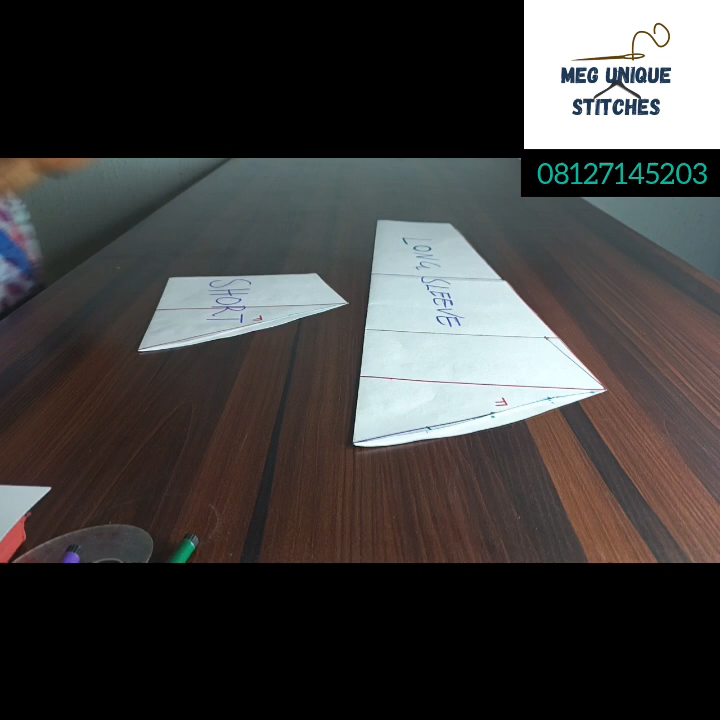 MEG UNIQUE
STITCHES
08127145203
LONG SLEEVE
SHORT
F
F